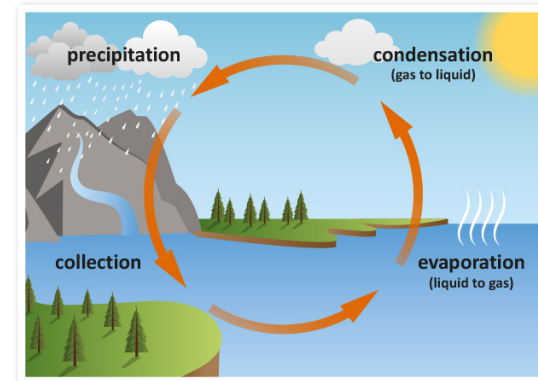 precipitation
condensation
(gas to liquid)
collection
evaporation
(liquid to gas)